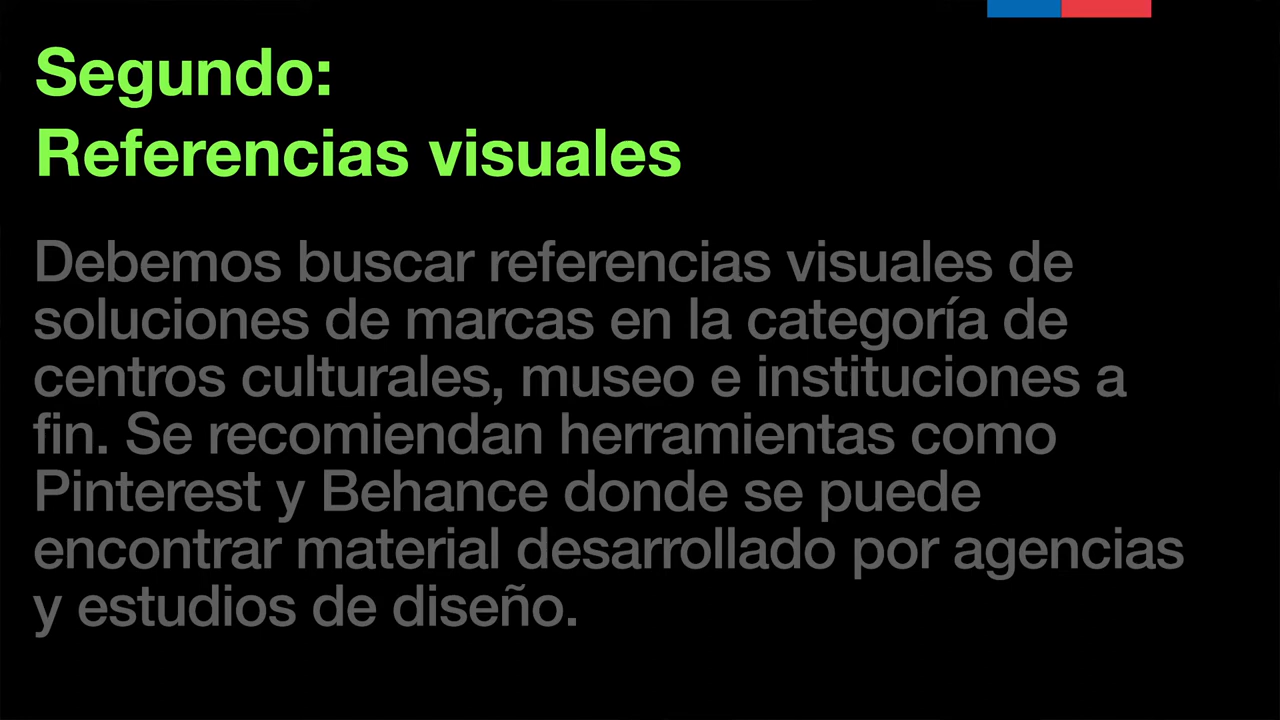 Segundo:
Referencias visuales
Debemos buscar referencias visuales de
soluciones de marcas en la categoría de
centros culturales, museo e instituciones a
fin. Se recomiendan herramientas como
Pinterest y Behance donde se puede
encontrar material desarrollado por agencias
y estudios de diseño.